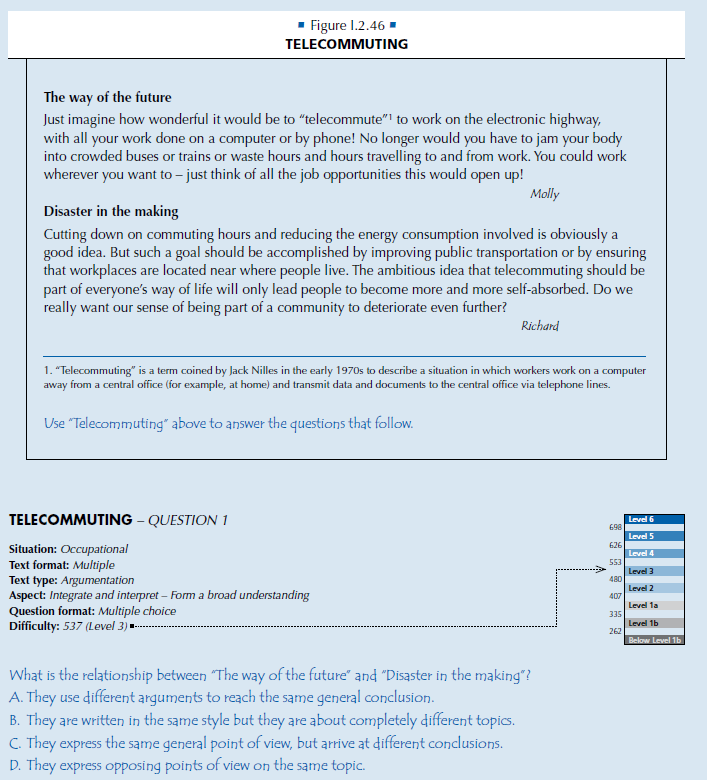 ▪ Figure I.2.46 ▪
TELECOMMUTING
The way of the future
Just imagine how wonderful it would be to “telecommute”1 to work on the electronic highway,
with all your work done on a computer or by phone! No longer would you have to jam your body
into crowded buses or trains or waste hours and hours travelling to and from work. You could work
wherever you want to – just think of all the job opportunities this would open up!
Molly
Disaster in the making
Cutting down on commuting hours and reducing the energy consumption involved is obviously a
good idea. But such a goal should be accomplished by improving public transportation or by ensuring
that workplaces are located near where people live. The ambitious idea that telecommuting should be
part of everyone’s way of life will only lead people to become more and more self-absorbed. Do we
really want our sense of being part of a community to deteriorate even further?
Richard
1. “Telecommuting” is a term coined by Jack Nilles in the early 1970s to describe a situation in which workers work on a computer
away from a central office (for example, at home) and transmit data and documents to the central office via telephone lines.
Use “Telecommuting” above to answer the questions that follow.
TELECOMMUTING – QUESTION 1
Situation: Occupational
Text format: Multiple
Text type: Argumentation
Aspect: Integrate and interpret – Form a broad understanding
Question format: Multiple choice
Difficulty: 537 (Level 3)
Level 6
698
Level 5
626
Level 4
553
Level 3
480
Level 2
407
Level 1a
335
Level 1b
262
Below Level 1b
What is the relationship between “The way of the future” and “Disaster in the making”?
A. They use different arguments to reach the same general conclusion.
B. They are written in the same style but they are about completely different topics.
C. They express the same general point of view, but arrive at different conclusions.
D. They express opposing points of view on the same topic.